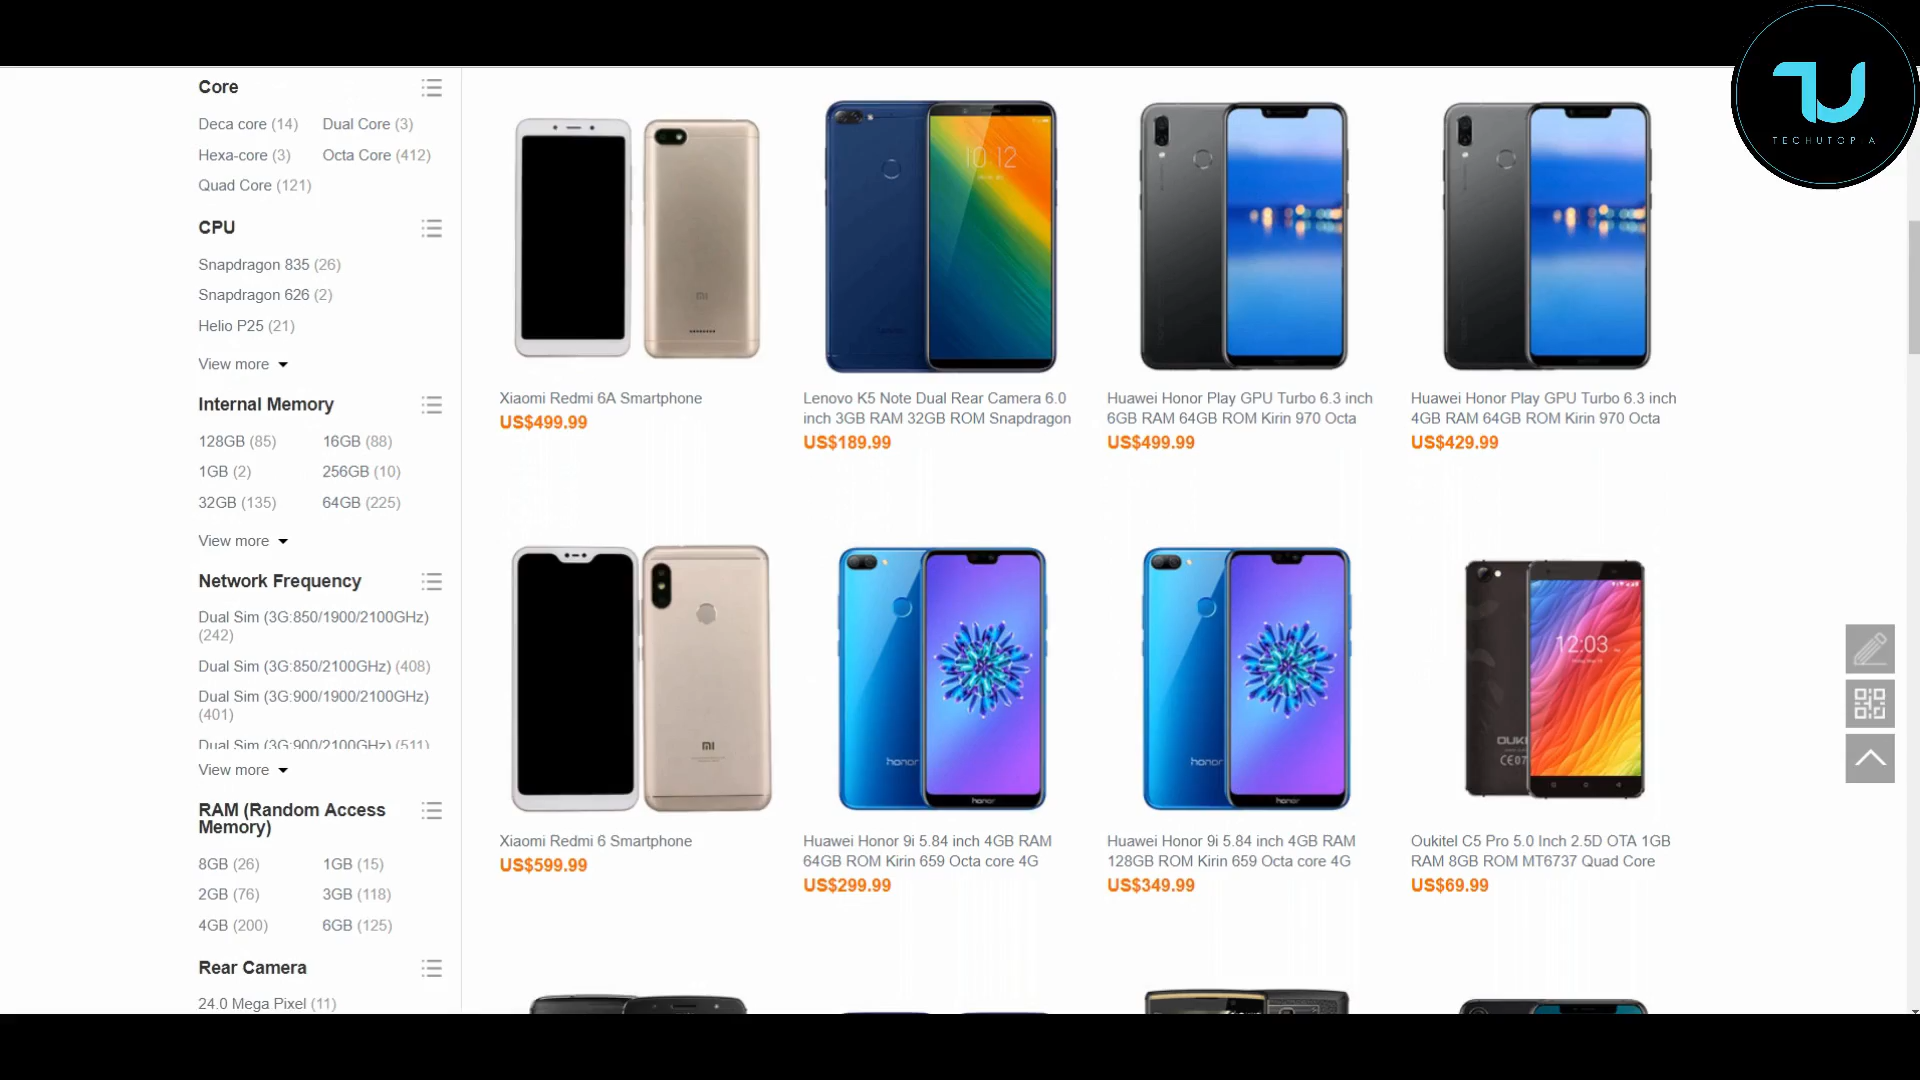 TECHUTOPIA
Core
Deca core (14) Dual Core (3)
Hexa-core (3) Octa Core (412)
Quad Core (121)
CPU
Snapdragon 835 (26)
Snapdragon 626 (2)
Helio P25 (21)
View more
Internal Memory
128GB (85) 16GB (88)
1GB (2) 256GB (10)
32GB (135) 64GB (225)
View more
Network Frequency
Dual Sim (3G:850/1900/2100GHz)
(242)
Dual Sim (3G:850/2100GHz) (408)
Dual Sim (3G:900/1900/2100GHz)
(401)
Dual Sim (3G:900/2100GHz) (511)
View more
RAM (Random Access
Memory)
8GB (26) 1GB (15)
2GB (76) 3GB (118)
4GB (200) 6GB (125)
Rear Camera
24.0 Mega Pixel (11)
10 12
Xiaomi Redmi 6A Smartphone
US$499.99
Lenovo K5 Note Dual Rear Camera 6.0
inch 3GB RAM 32GB ROM Snapdragon
US$189.99
Huawei Honor Play GPU Turbo 6.3 inch
6GB RAM 64GB ROM Kirin 970 Octa
US$499.99
Huawei Honor Play GPU Turbo 6.3 inch
4GB RAM 64GB ROM Kirin 970 Octa
US$429.99
12:03
honor
honor
honor
honor
OUKI
CE07
Xiaomi Redmi 6 Smartphone
US$599.99
Huawei Honor 9i 5.84 inch 4GB RAM
64GB ROM Kirin 659 Octa core 4G
US$299.99
Huawei Honor 9i 5.84 inch 4GB RAM
128GB ROM Kirin 659 Octa core 4G
US$349.99
Oukitel C5 Pro 5.0 Inch 2.5D OTA 1GB
RAM 8GB ROM MT6737 Quad Core
US$69.99